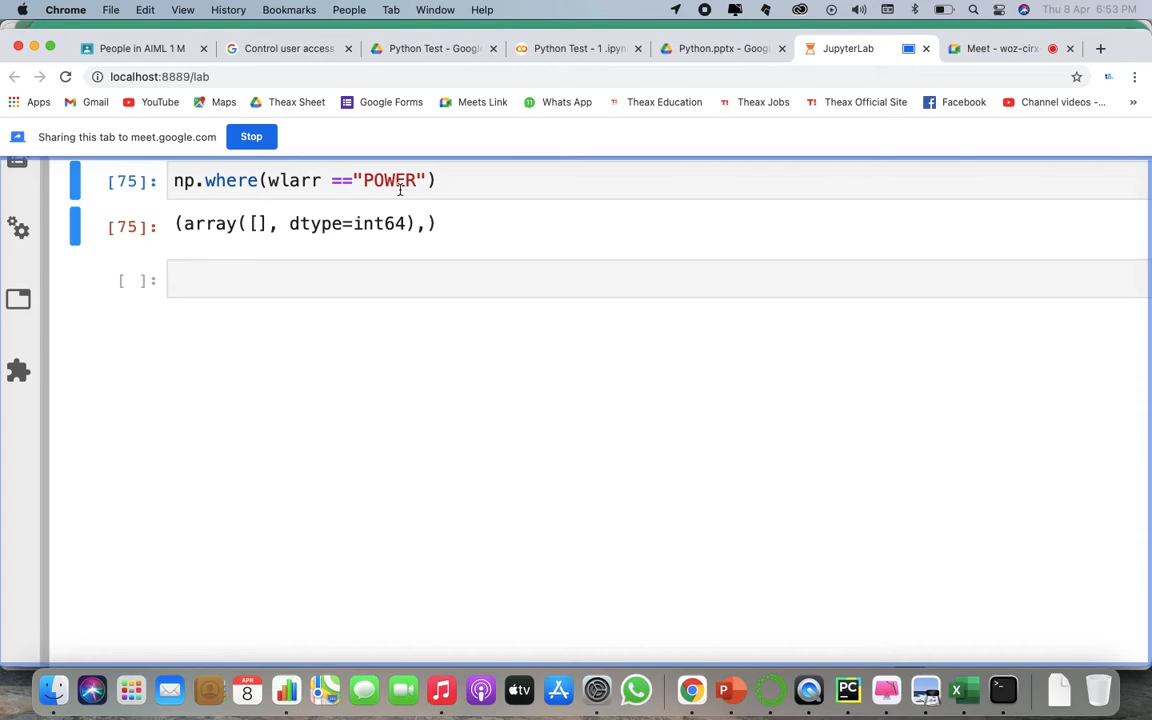 Chrome File Edit View History Bookmarks People Tab Window Help Thu 8 Apr 6:53 PM
People in AIML 1 M Control user access Python Test - Google Python Test - 1 .ipyn Python.pptx - Goog JupyterLab Meet - woz-cirx
localhost:8889/lab
Apps Gmail YouTube Maps Theax Sheet Google Forms Meets Link Whats App Theax Education Theax Jobs Theax Official Site Facebook Channel videos -... »
Sharing this tab to meet.google.com Stop
[75]: np.where(wlarr =="POWER")
[75]: (array([], dtype=int64),)
[ ]: